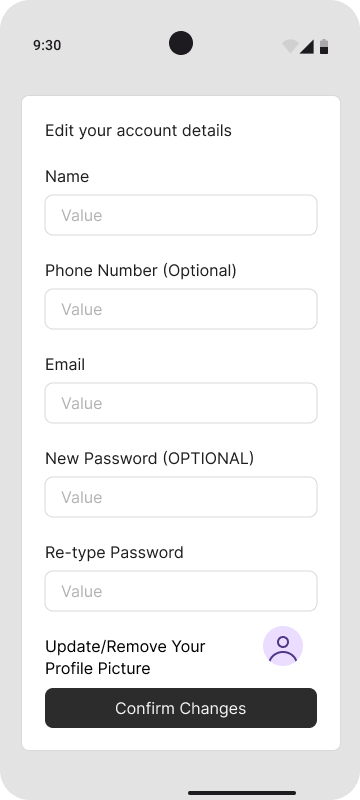 9:30
Edit your account details
Name
Value
Phone Number (Optional)
Value
Email
Value
New Password (OPTIONAL)
Value
Re-type Password
Value
Update/Remove Your
Profile Picture
Confirm Changes